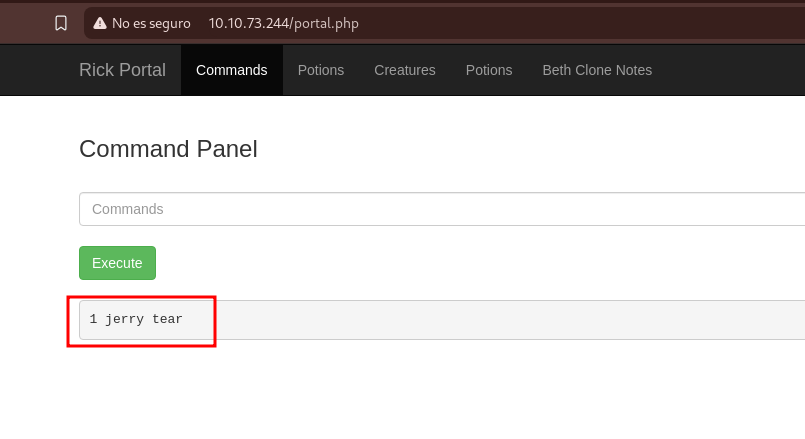 No es seguro 10.10.73.244/portal.php
Rick Portal Commands Potions Creatures Potions Beth Clone Notes
Command Panel
Commands
Execute
1 jerry tear